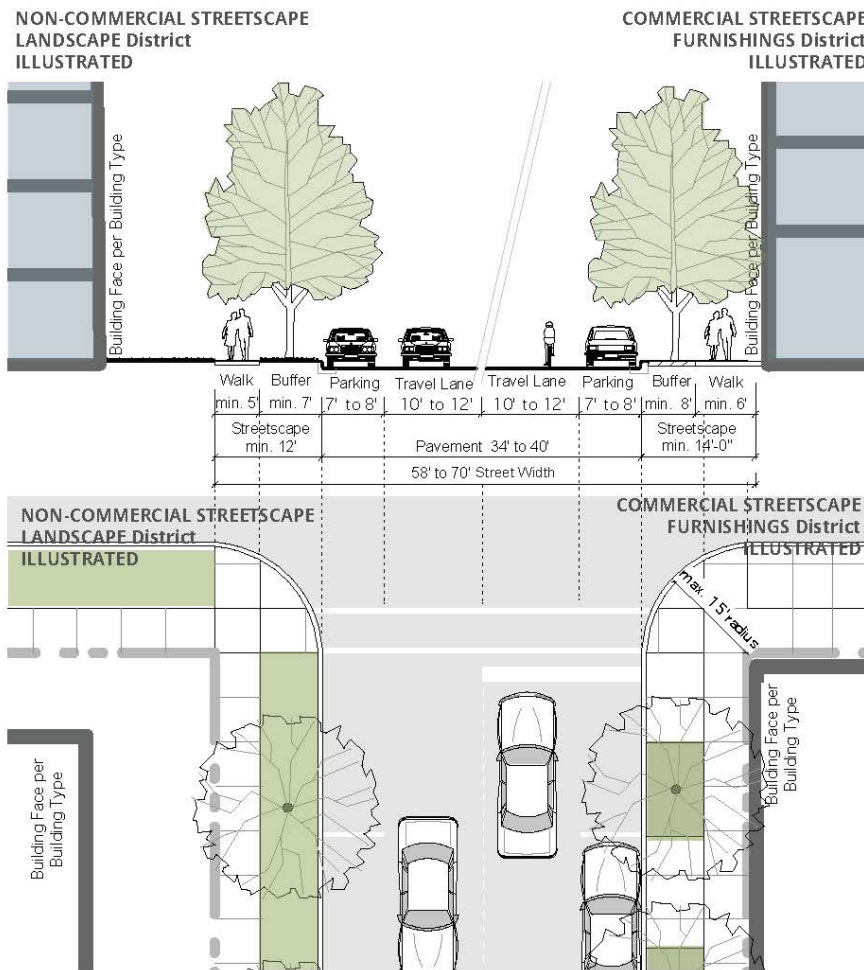 NON-COMMERCIAL STREETSCAPE
LANDSCAPE District
ILLUSTRATED
COMMERCIAL STREETSCAPE
FURNISHINGS District
ILLUSTRATED
Building Face per Building Type
Building Face per Building Type
Walk
min. 5'
Buffer
min. 7'
Parking
7' to 8'
Travel Lane
10' to 12'
Travel Lane
10' to 12'
Parking
7' to 8'
Buffer
min. 8'
Walk
min. 6'
Streetscape
min. 12'
Pavement 34' to 40'
Streetscape
min. 14'-0"
58' to 70' Street Width
NON-COMMERCIAL STREETSCAPE
LANDSCAPE District
ILLUSTRATED
COMMERCIAL STREETSCAPE
FURNISHINGS District
ILLUSTRATED
max. 15' radius
Building Face per
Building Type
Building Face per
Building Type